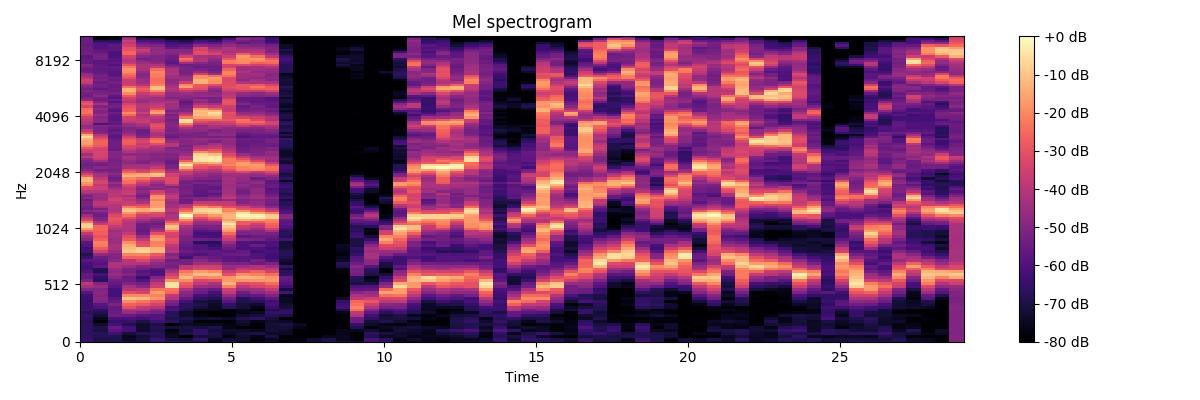 Mel spectrogram
+0 dB
8192
-10 dB
4096
-20 dB
-30 dB
2048
Hz
-40 dB
1024
-50 dB
-60 dB
512
-70 dB
0
-80 dB
0 5 10 15 20 25
Time